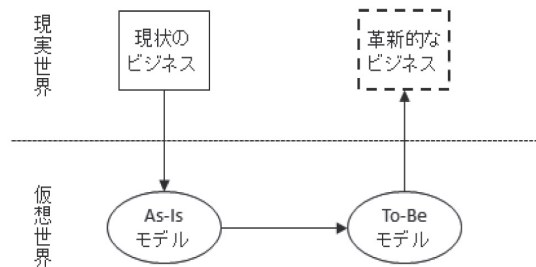 現実世界
現状の
ビジネス
革新的な
ビジネス
仮想世界
As-Is
モデル
To-Be
モデル